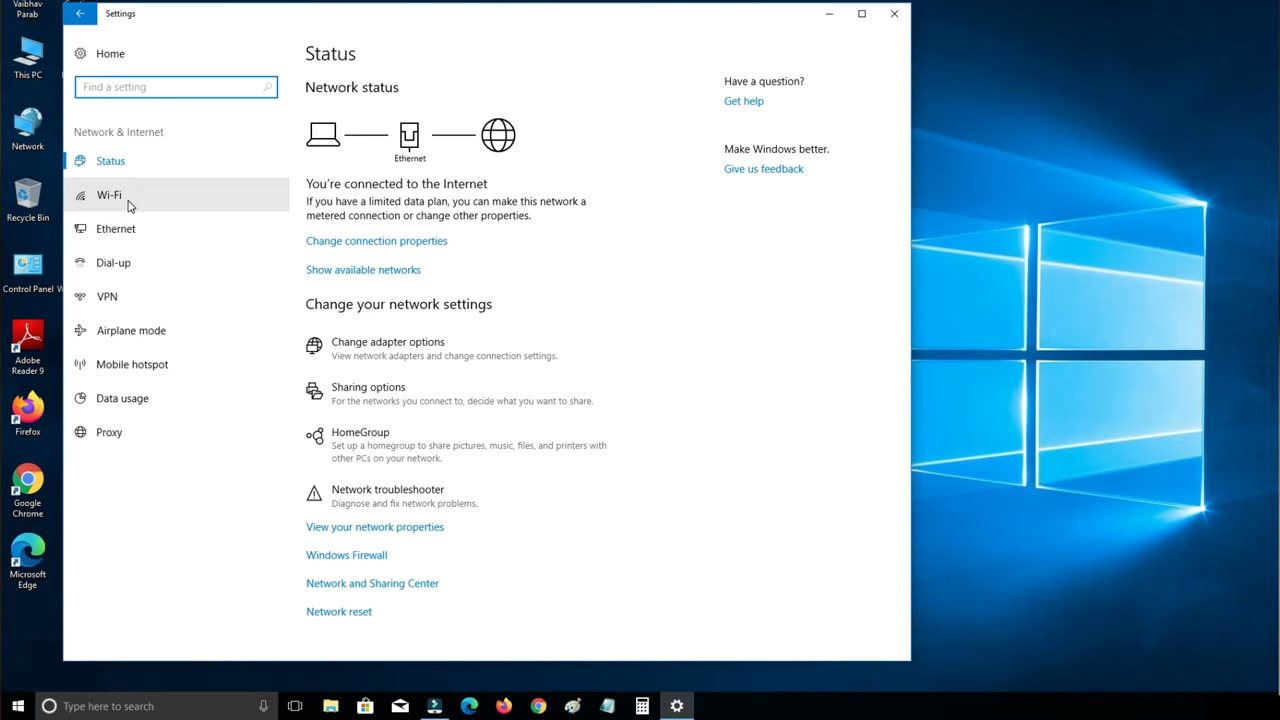 Vaibhav
Parab
This PC
Network
Recycle Bin
Control Panel
Adobe
Reader 9
Firefox
Google
Chrome
Microsoft
Edge
Settings
Home
Find a setting
Network & Internet
Status
Wi-Fi
Ethernet
Dial-up
VPN
Airplane mode
Mobile hotspot
Data usage
Proxy
Status
Network status
Ethernet
You're connected to the Internet
If you have a limited data plan, you can make this network a
metered connection or change other properties.
Change connection properties
Show available networks
Change your network settings
Change adapter options
View network adapters and change connection settings.
Sharing options
For the networks you connect to, decide what you want to share.
HomeGroup
Set up a homegroup to share pictures, music, files, and printers with
other PCs on your network.
Network troubleshooter
Diagnose and fix network problems.
View your network properties
Windows Firewall
Network and Sharing Center
Network reset
Have a question?
Get help
Make Windows better.
Give us feedback
Type here to search